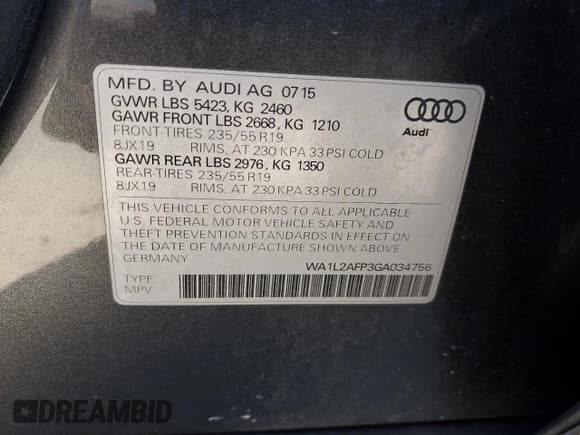 MFD. BY AUDI AG 07 15
GVWR LBS 5423, KG 2460
GAWR FRONT LBS 2668, KG 1210
FRONT-TIRES 235/55 R19
8JX19 RIMS, AT 230 KPA 33 PSI COLD
GAWR REAR LBS 2976, KG 1350
REAR-TIRES 235/55 R19
8JX19 RIMS, AT 230 KPA 33 PSI COLD
Audi
THIS VEHICLE CONFORMS TO ALL APPLICABLE
U.S. FEDERAL MOTOR VEHICLE SAFETY AND
THEFT PREVENTION STANDARDS IN EFFECT ON
THE DATE OF MANUFACTURE SHOWN ABOVE
GERMANY WA1L2AFP3GA034756
TYPE
MPV
DREAMBID